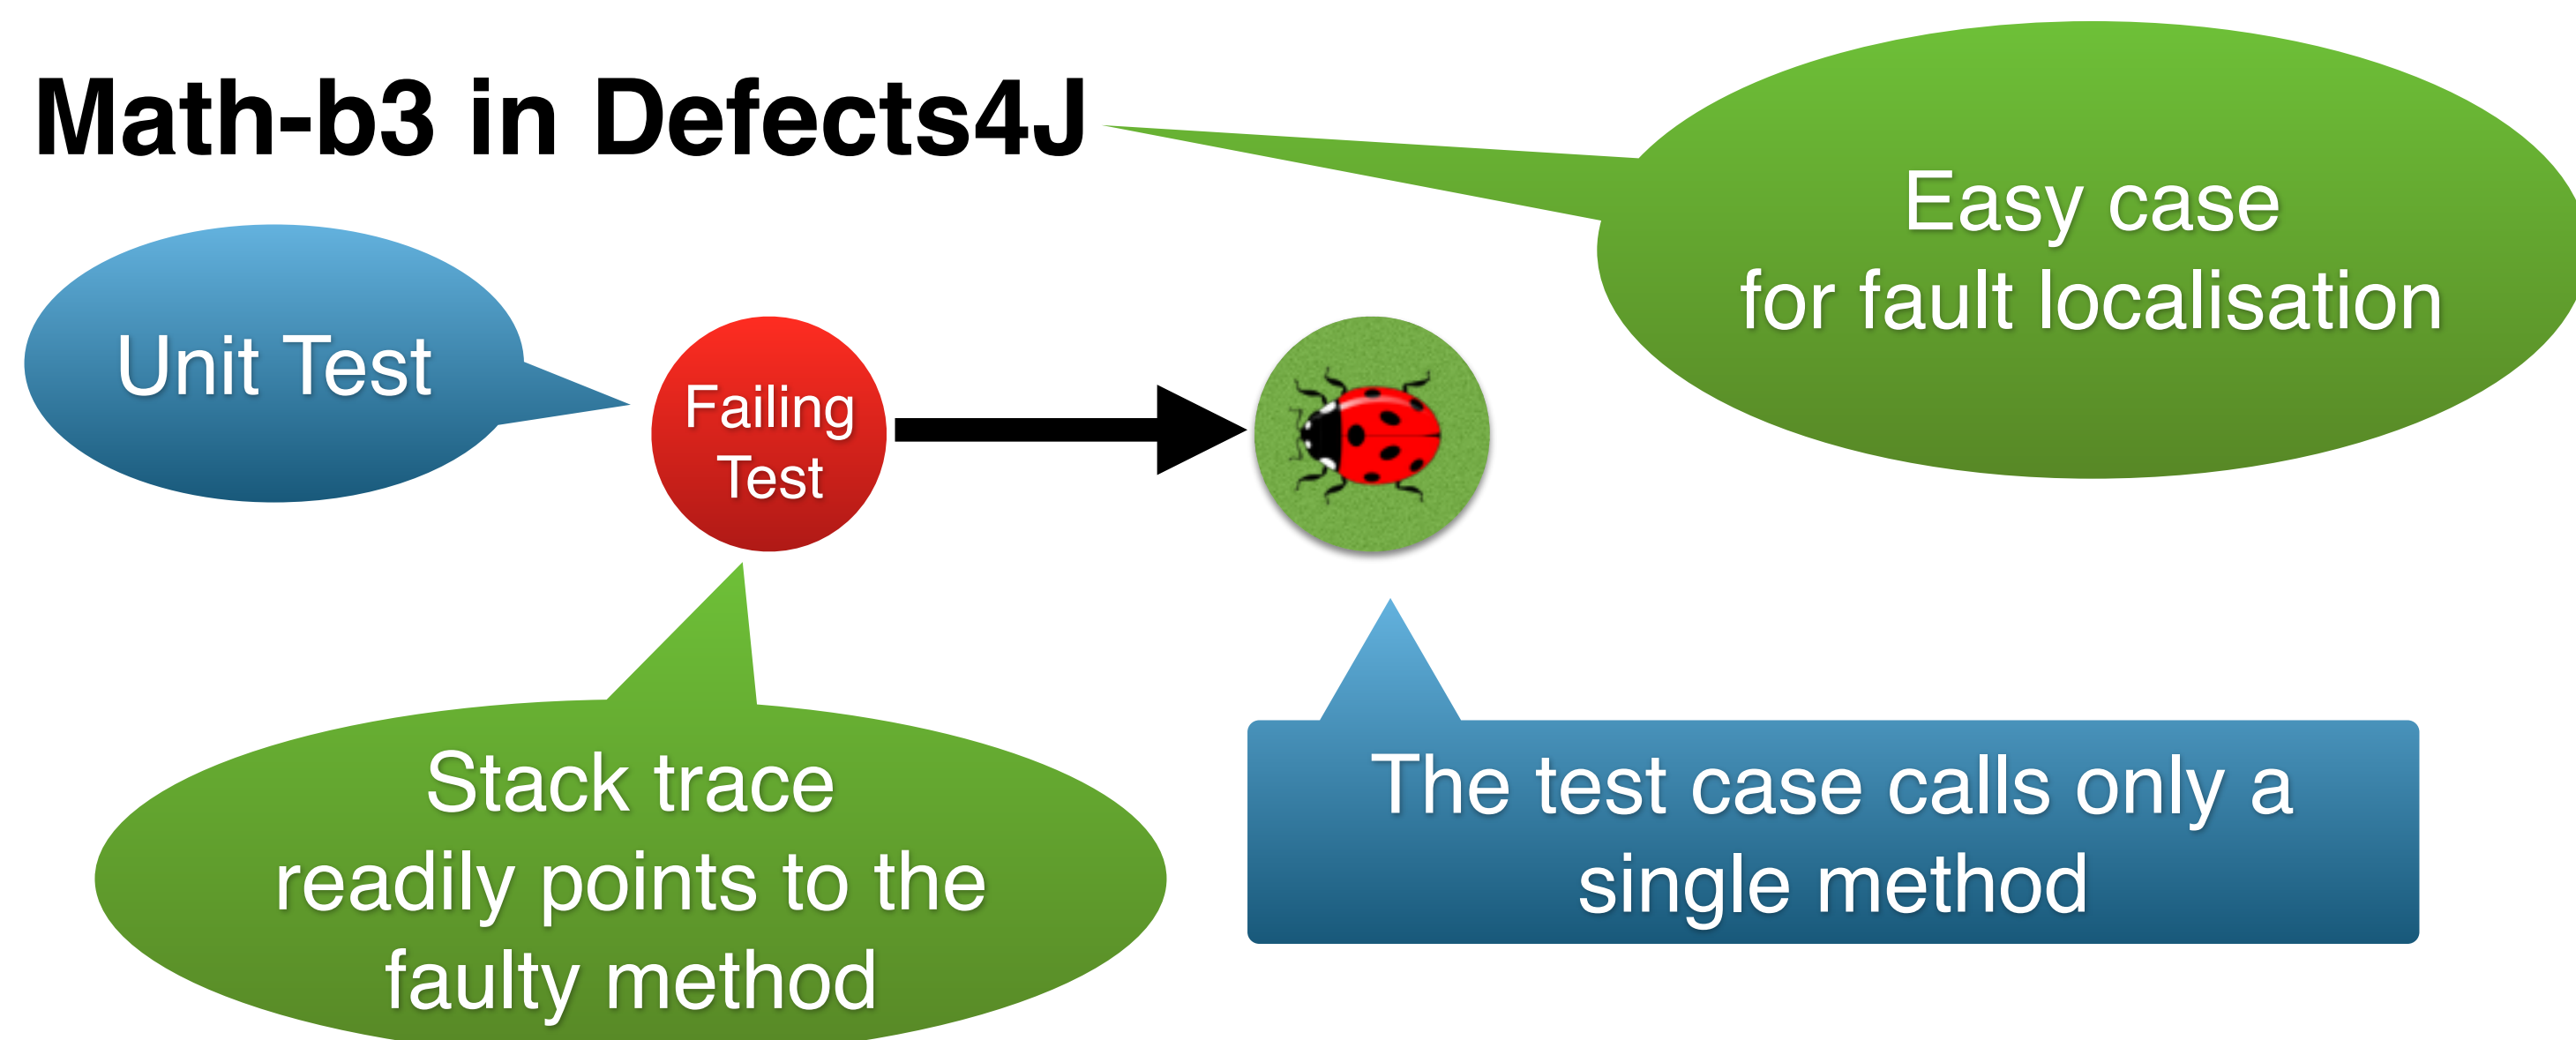 Math-b3 in Defects4J
Easy case
for fault localisation
Unit Test
Failing
Test
Stack trace
readily points to the
faulty method
The test case calls only a
single method